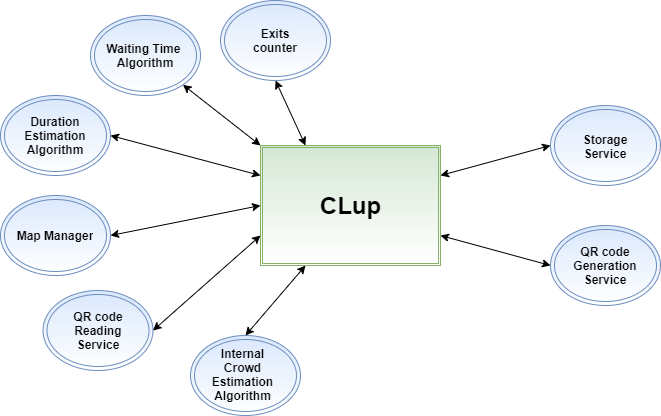 Exits
counter
Waiting Time
Algorithm
Duration
Estimation
Algorithm
Storage
Service
CLup
Map Manager
QR code
Generation
Service
QR code
Reading
Service
Internal
Crowd
Estimation
Algorithm